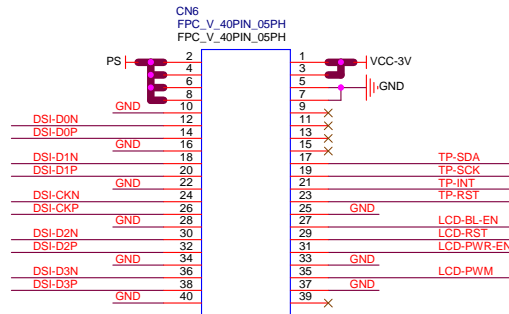 CN6
FPC_V_40PIN_05PH
FPC_V_40PIN_05PH
PS 2 1 VCC-3V
4 3
6 5 GND
8 7
GND 10 9
DSI-D0N 12 11
DSI-D0P 14 13
GND 16 15
DSI-D1N 18 17 TP-SDA
DSI-D1P 20 19 TP-SCK
GND 22 21 TP-INT
DSI-CKN 24 23 TP-RST
DSI-CKP 26 25 GND
GND 28 27 LCD-BL-EN
DSI-D2N 30 29 LCD-RST
DSI-D2P 32 31 LCD-PWR-EN
GND 34 33 GND
DSI-D3N 36 35 LCD-PWM
DSI-D3P 38 37 GND
GND 40 39